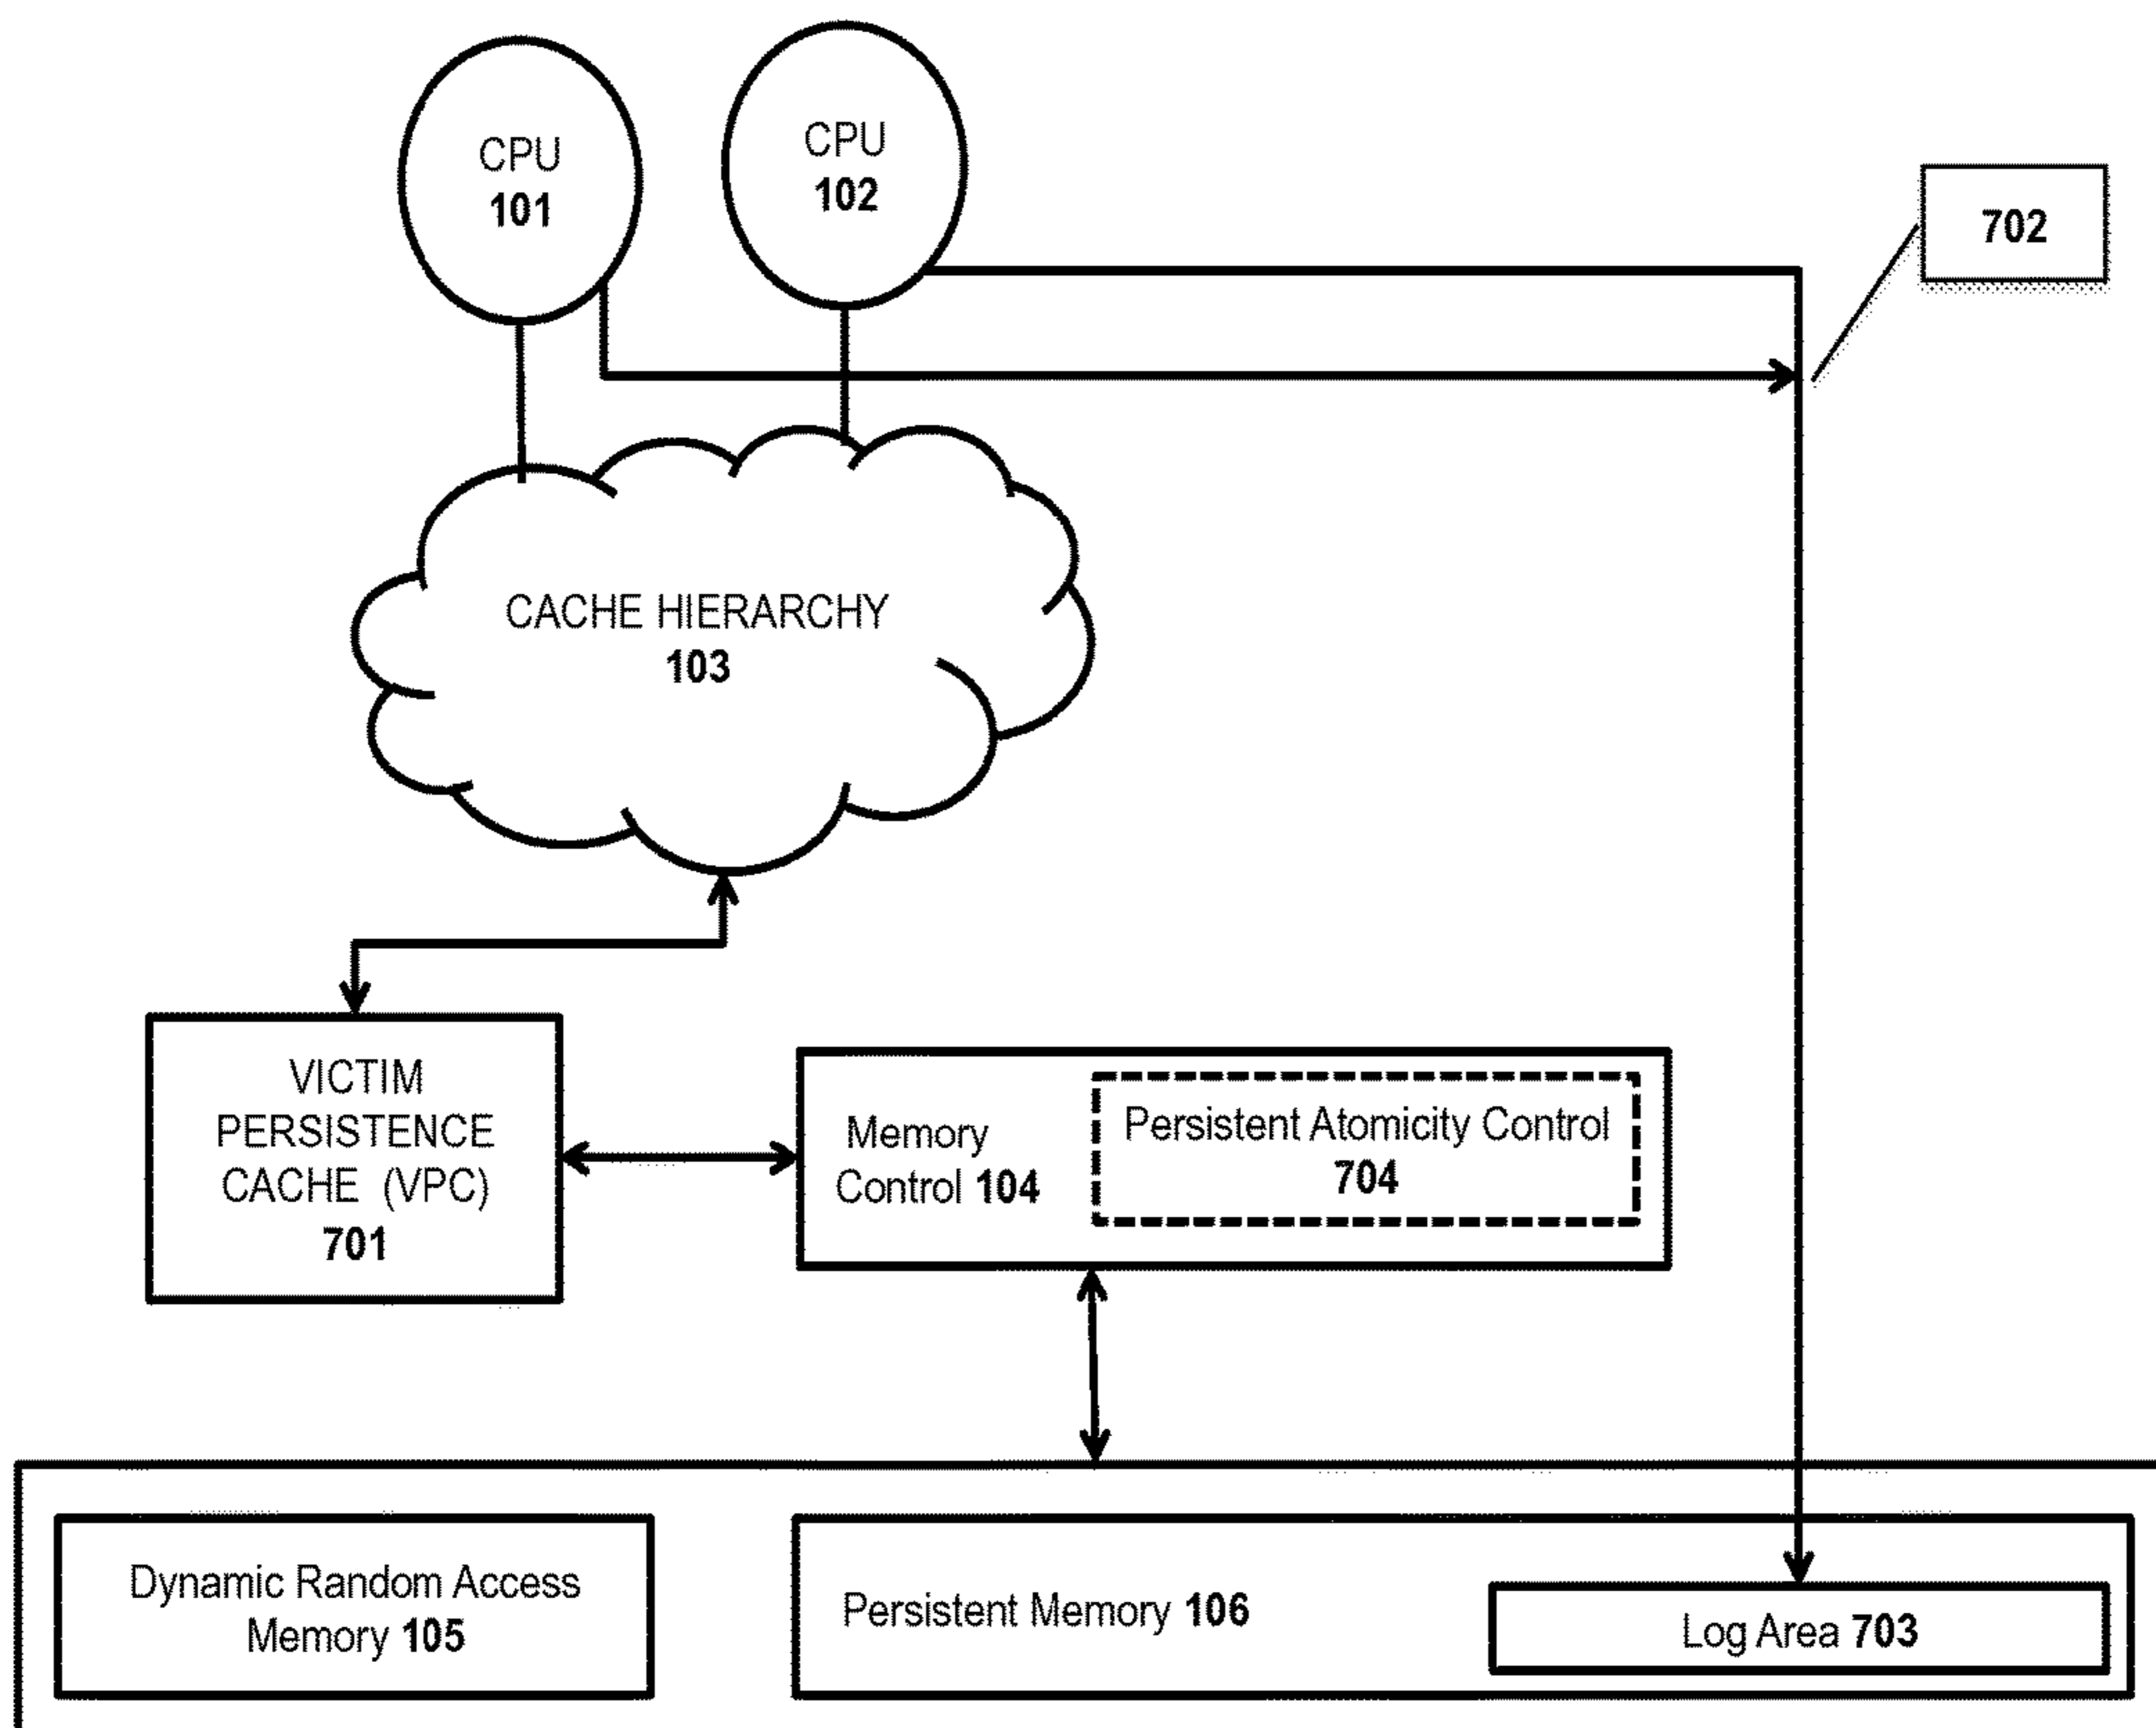 CPU
101
CPU
102
702
CACHE HIERARCHY
103
VICTIM
PERSISTENCE
CACHE (VPC)
701
Memory
Control 104
Persistent Atomicity Control
704
Dynamic Random Access
Memory 105
Persistent Memory 106
Log Area 703